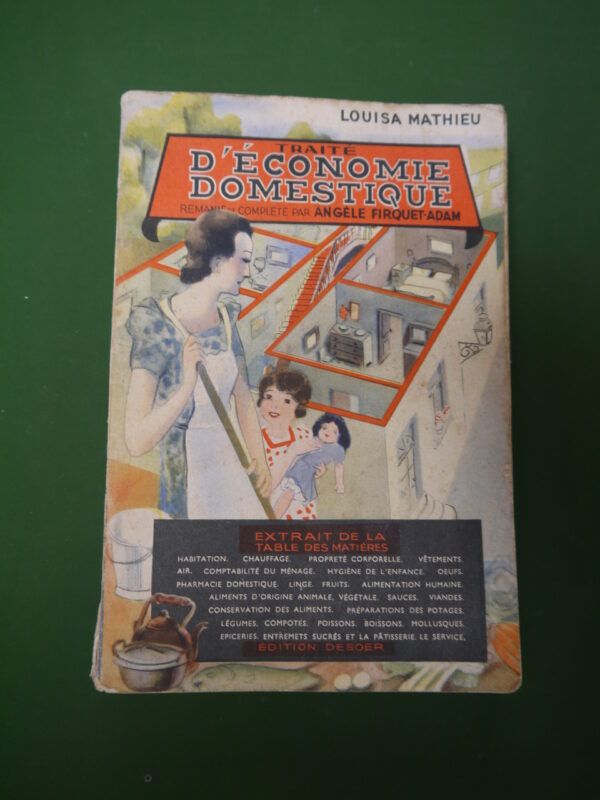 LOUISA MATHIEU
TRAITÉ
D'ÉCONOMIE
DOMESTIQUE
REMANIÉ ET COMPLÉTÉ PAR ANGÈLE FIRQUET-ADAM
EXTRAIT DE LA
TABLE DES MATIÈRES
HABITATION. CHAUFFAGE. PROPRETÉ CORPORELLE. VÊTEMENTS.
AIR. COMPTABILITÉ DU MÉNAGE. HYGIÈNE DE L'ENFANCE. OEUFS.
PHARMACIE DOMESTIQUE. LINGE. FRUITS. ALIMENTATION HUMAINE.
ALIMENTS D'ORIGINE ANIMALE, VÉGÉTALE. SAUCES. VIANDES.
CONSERVATION DES ALIMENTS. PRÉPARATIONS DES POTAGES.
LÉGUMES, COMPOTES, POISSONS, BOISSONS, MOLLUSQUES,
EPICERIES, ENTREMETS SUCRÉS ET LA PÂTISSERIE, LE SERVICE,
ÉDITION DESOER